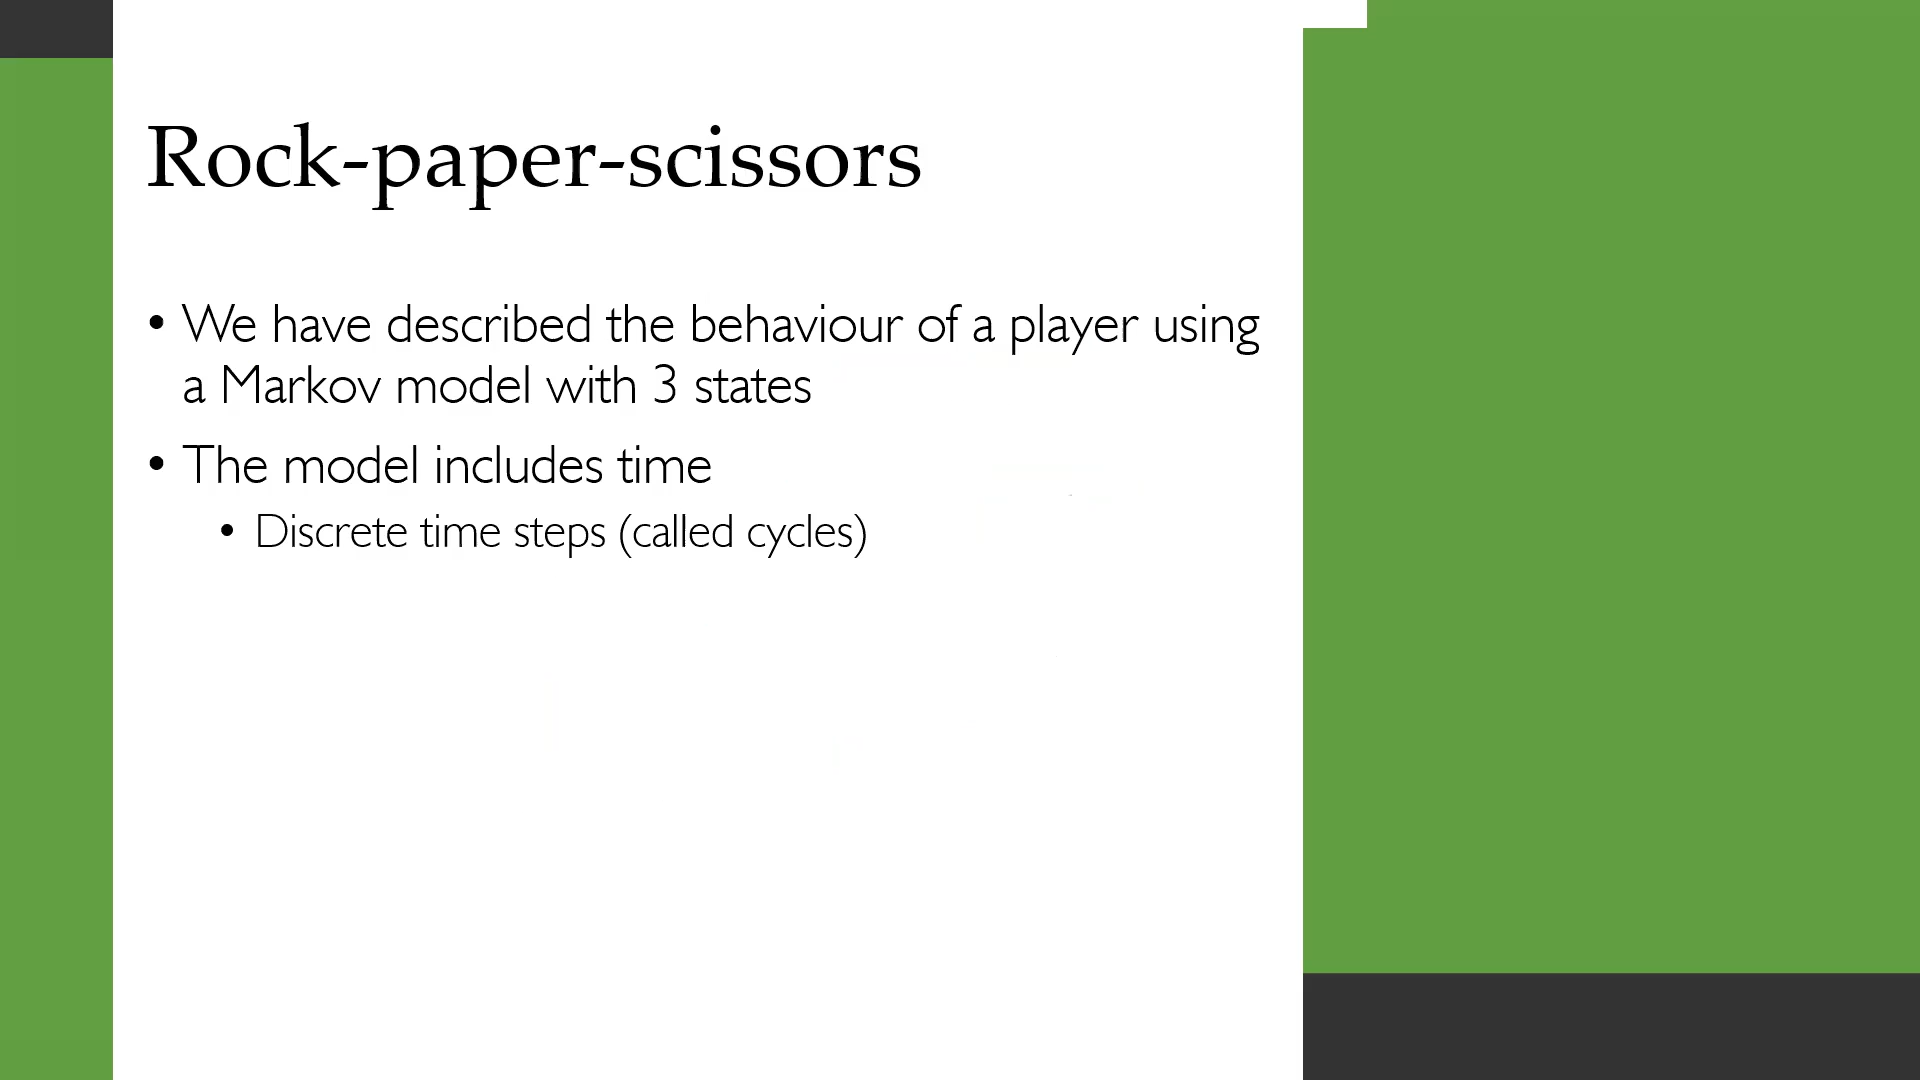 Rock-paper-scissors
• We have described the behaviour of a player using
a Markov model with 3 states
• The model includes time
• Discrete time steps (called cycles)